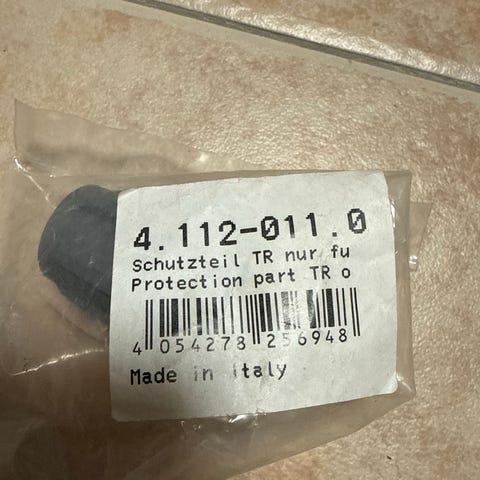 4.112-011.0
Schutzteil TR nur fu
Protection part TR o
4 054278 256948
Made in Italy